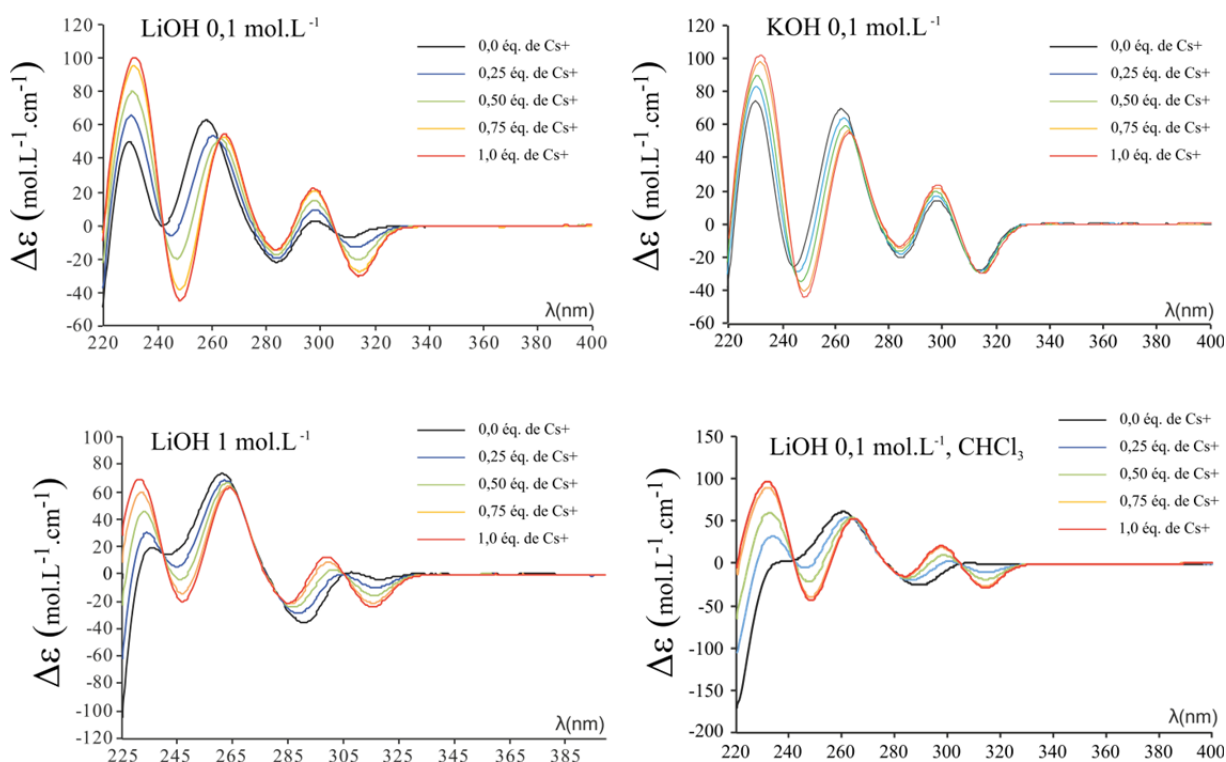 LiOH 0,1 mol.L⁻¹
0,0 éq. de Cs+
0,25 éq. de Cs+
0,50 éq. de Cs+
0,75 éq. de Cs+
1,0 éq. de Cs+
Δε (mol.L⁻¹.cm⁻¹)
120
100
80
60
40
20
0
-20
-40
-60
λ(nm)
220 240 260 280 300 320 340 360 380 400
KOH 0,1 mol.L⁻¹
0,0 éq. de Cs+
0,25 éq. de Cs+
0,50 éq. de Cs+
0,75 éq. de Cs+
1,0 éq. de Cs+
Δε (mol.L⁻¹.cm⁻¹)
120
100
80
60
40
20
0
-20
-40
-60
λ(nm)
220 240 260 280 300 320 340 360 380 400
LiOH 1 mol.L⁻¹
0,0 éq. de Cs+
0,25 éq. de Cs+
0,50 éq. de Cs+
0,75 éq. de Cs+
1,0 éq. de Cs+
Δε (mol.L⁻¹.cm⁻¹)
100
80
60
40
20
0
-20
-40
-60
-80
-100
-120
λ(nm)
225 245 265 285 305 325 345 365 385
LiOH 0,1 mol.L⁻¹, CHCl₃
0,0 éq. de Cs+
0,25 éq. de Cs+
0,50 éq. de Cs+
0,75 éq. de Cs+
1,0 éq. de Cs+
Δε (mol.L⁻¹.cm⁻¹)
150
100
50
0
-50
-100
-150
-200
λ(nm)
220 240 260 280 300 320 340 360 380 400